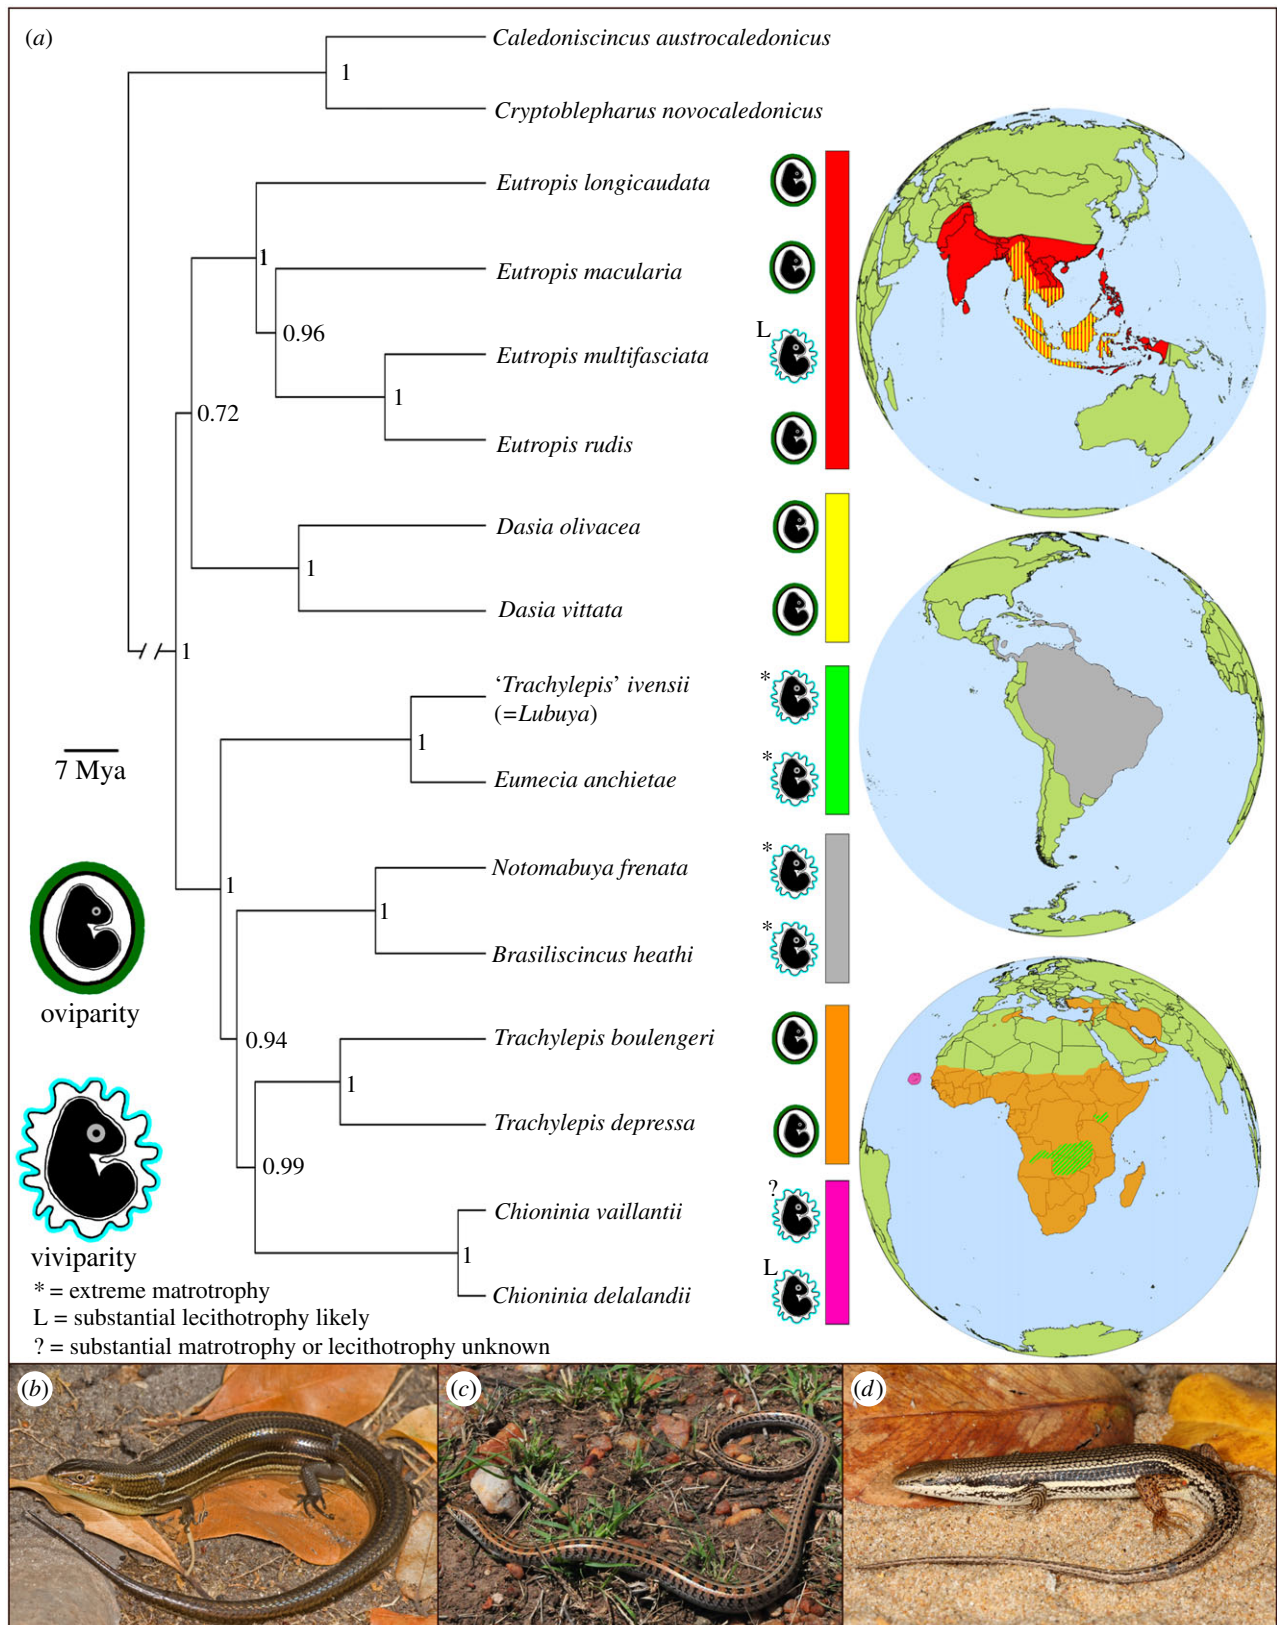 (a)
Caledoniscincus austrocaledonicus
1
Cryptoblepharus novocaledonicus
Eutropis longicaudata
1
Eutropis macularia
0.96
L
Eutropis multifasciata
1
0.72
Eutropis rudis
Dasia olivacea
1
Dasia vittata
1
‘Trachylepis’ ivensii
(=Lubuya)
*
1
7 Mya
Eumecia anchietae
*
Notomabuya frenata
*
1
1
Brasiliscincus heathi
*
oviparity
0.94
Trachylepis boulengeri
1
Trachylepis depressa
0.99
?
Chioninia vaillantii
1
viviparity
L
Chioninia delalandii
* = extreme matrotrophy
L = substantial lecithotrophy likely
? = substantial matrotrophy or lecithotrophy unknown
(b)
(c)
(d)